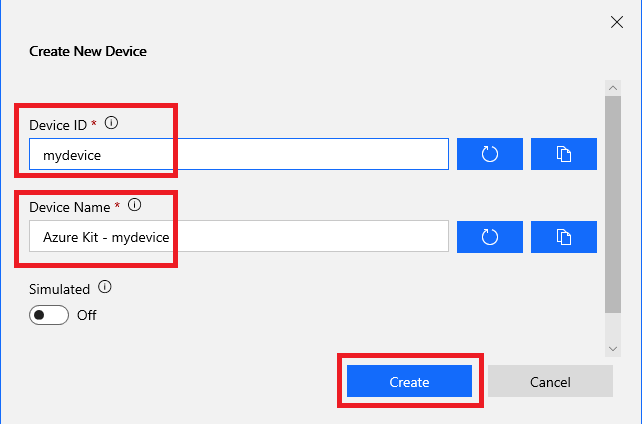 Create New Device
Device ID *
mydevice
Device Name *
Azure Kit - mydevice
Simulated
Off
Create
Cancel